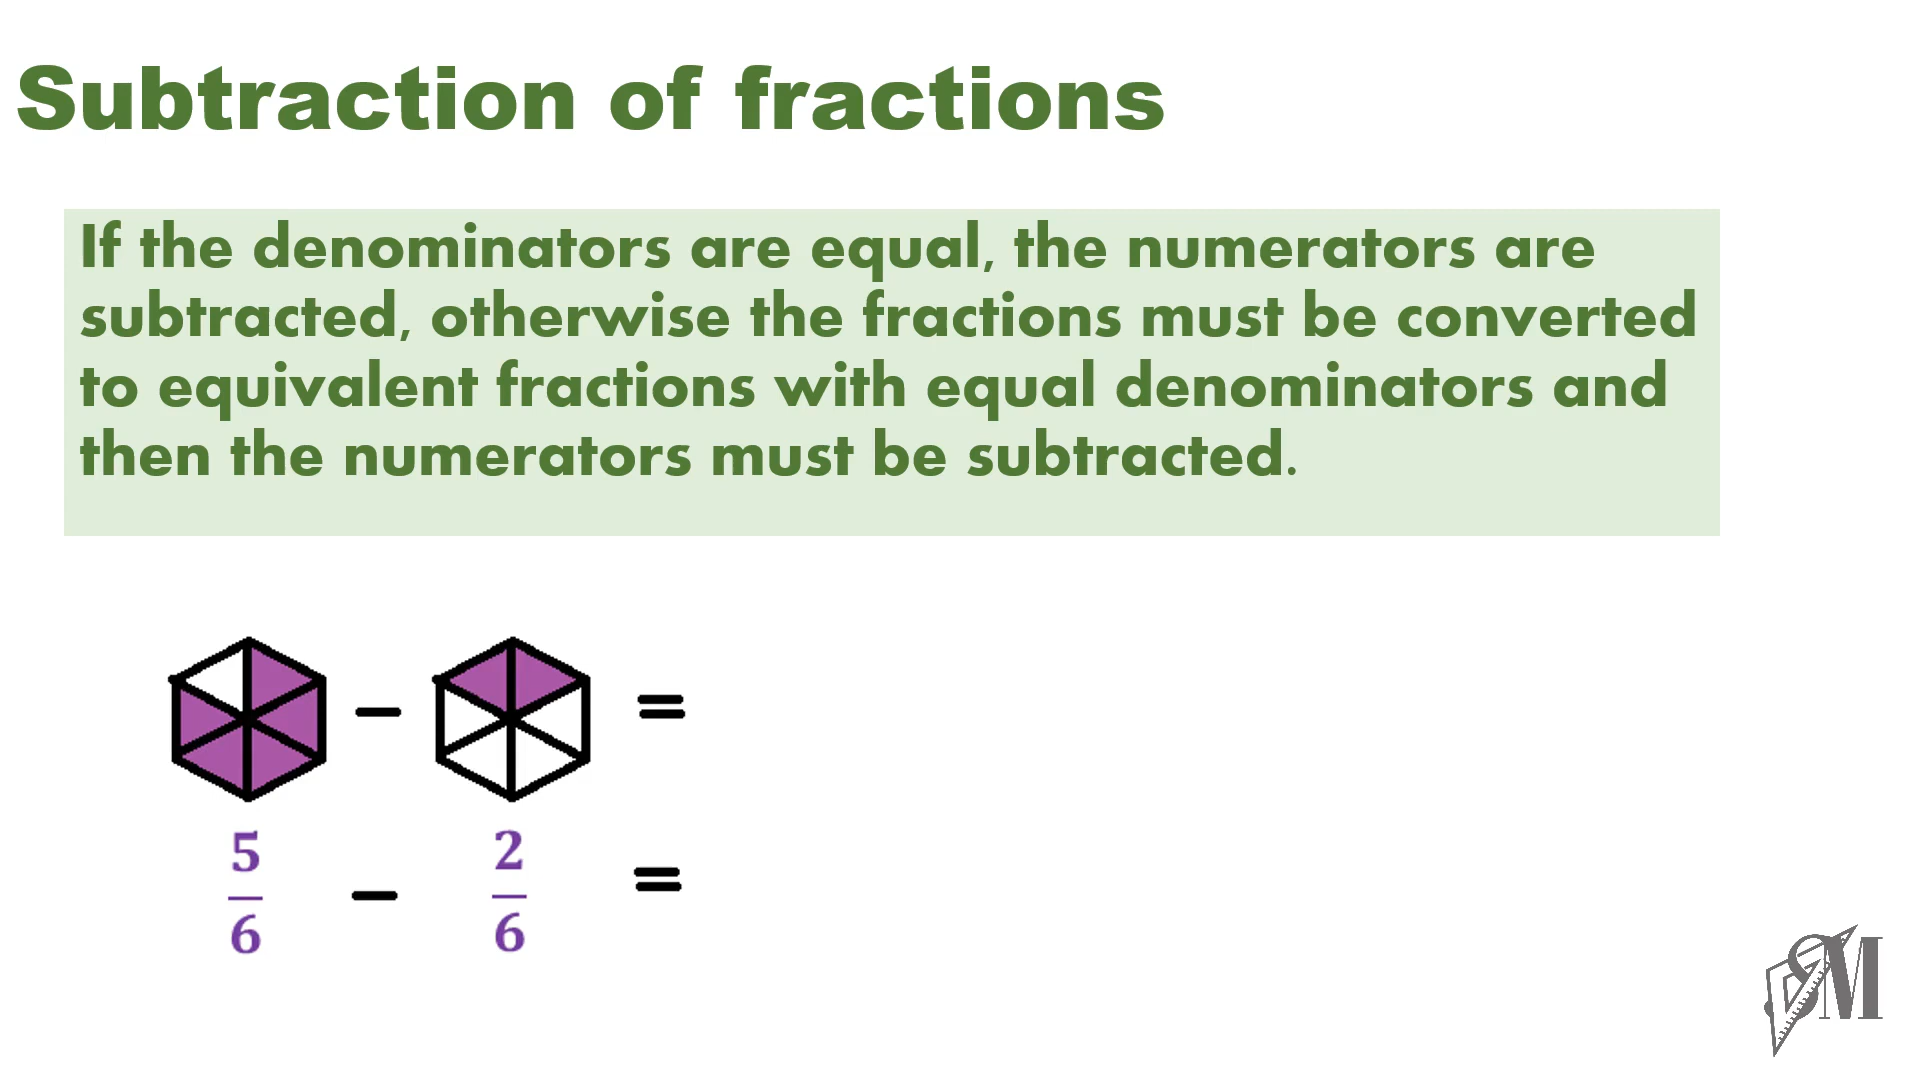 Subtraction of fractions
If the denominators are equal, the numerators are
subtracted, otherwise the fractions must be converted
to equivalent fractions with equal denominators and
then the numerators must be subtracted.
− =
5/6 − 2/6 =
SM